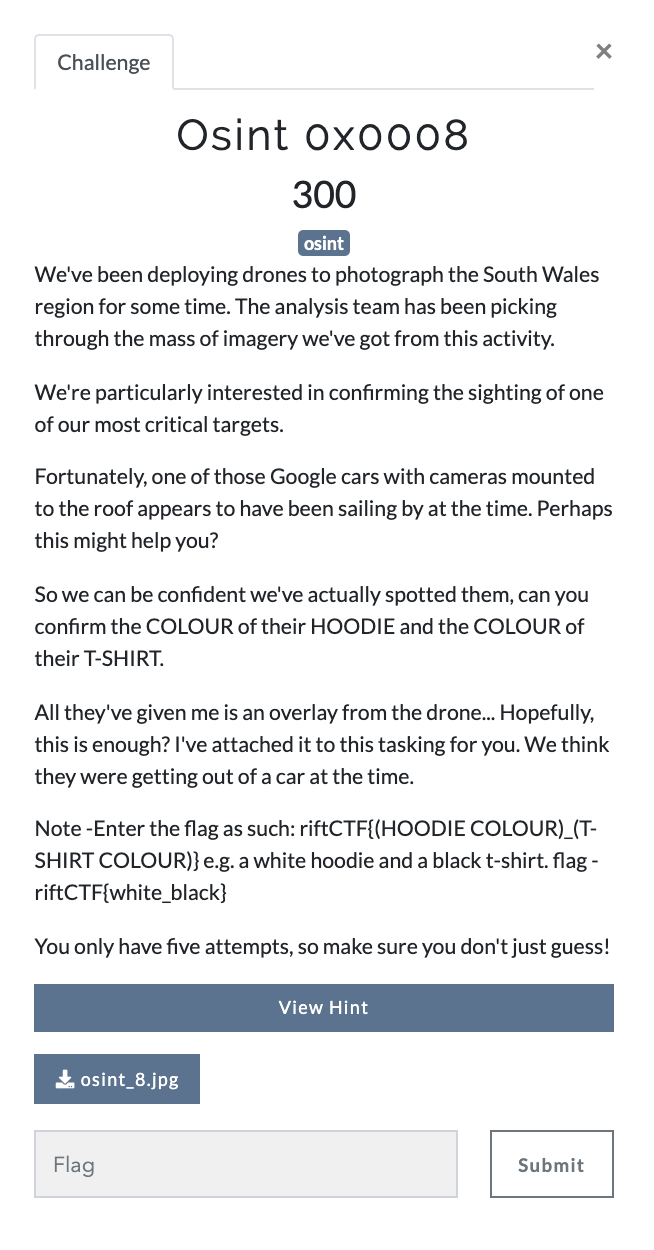 Challenge
×
Osint 0x0008
300
osint
We've been deploying drones to photograph the South Wales
region for some time. The analysis team has been picking
through the mass of imagery we've got from this activity.
We're particularly interested in confirming the sighting of one
of our most critical targets.
Fortunately, one of those Google cars with cameras mounted
to the roof appears to have been sailing by at the time. Perhaps
this might help you?
So we can be confident we've actually spotted them, can you
confirm the COLOUR of their HOODIE and the COLOUR of
their T-SHIRT.
All they've given me is an overlay from the drone... Hopefully,
this is enough? I've attached it to this tasking for you. We think
they were getting out of a car at the time.
Note -Enter the flag as such: riftCTF{(HOODIE COLOUR)_(T-
SHIRT COLOUR)} e.g. a white hoodie and a black t-shirt. flag -
riftCTF{white_black}
You only have five attempts, so make sure you don't just guess!
View Hint
osint_8.jpg
Flag
Submit